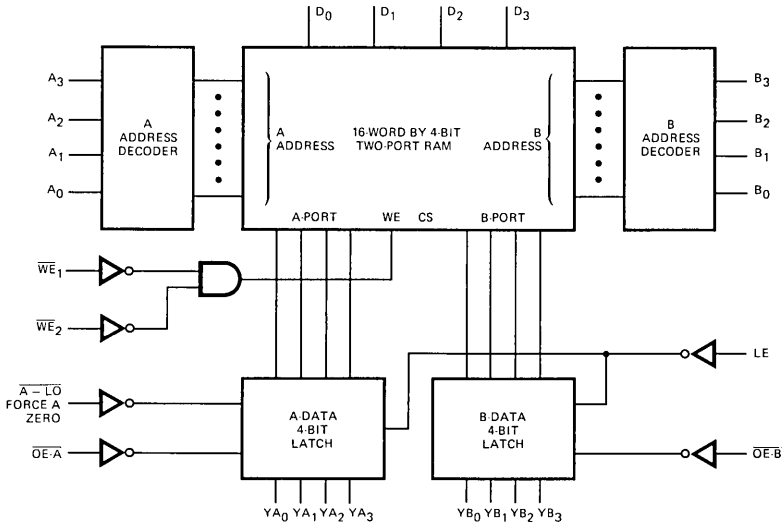 D0 D1 D2 D3
A3
A2
A1
A0
A
ADDRESS
DECODER
A
ADDRESS
16-WORD BY 4-BIT
TWO-PORT RAM
B
ADDRESS
B
ADDRESS
DECODER
B3
B2
B1
B0
A-PORT WE CS B-PORT
WE1
WE2
LE
A – LO
FORCE A
ZERO
OE-A
A-DATA
4-BIT
LATCH
B-DATA
4-BIT
LATCH
OE-B
YA0 YA1 YA2 YA3
YB0 YB1 YB2 YB3